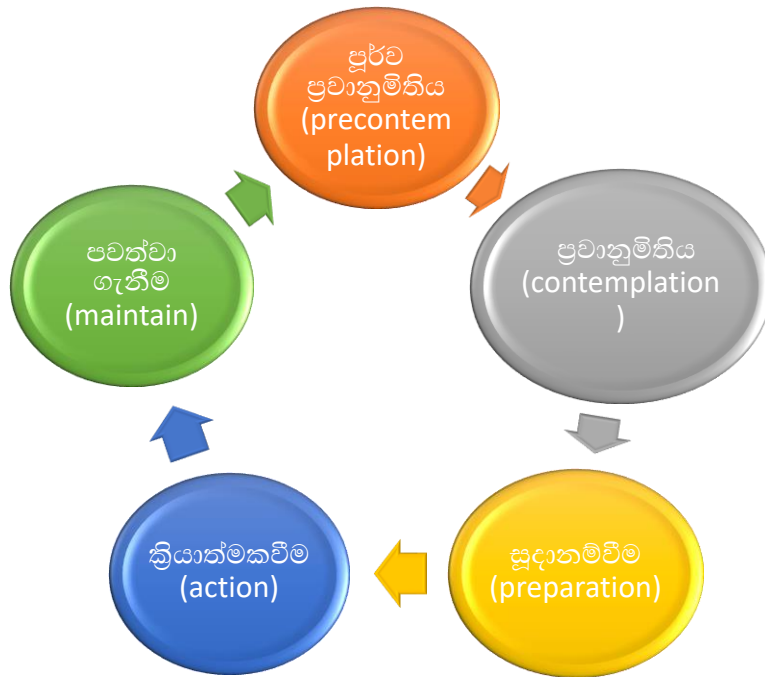 පූර්ව
ප්‍රවානුමිතිය
(precontem
plation)
ප්‍රවානුමිතිය
(contemplation
)
සූදානම්වීම
(preparation)
ක්‍රියාත්මකවීම
(action)
පවත්වා
ගැනීම
(maintain)